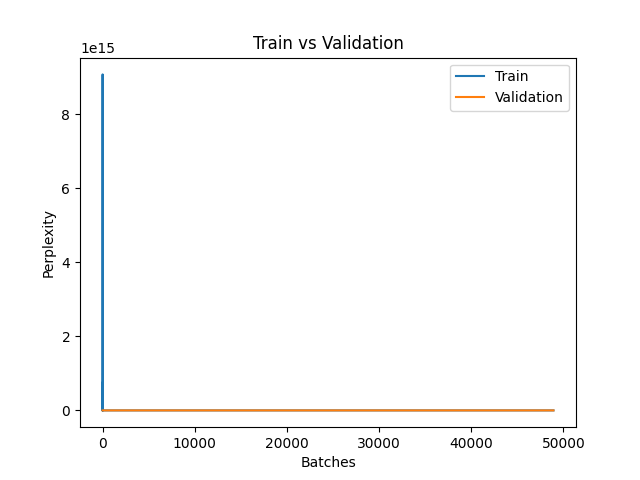 Train vs Validation
1e15
Train
Validation
8
6
4
2
0
Perplexity
0 10000 20000 30000 40000 50000
Batches